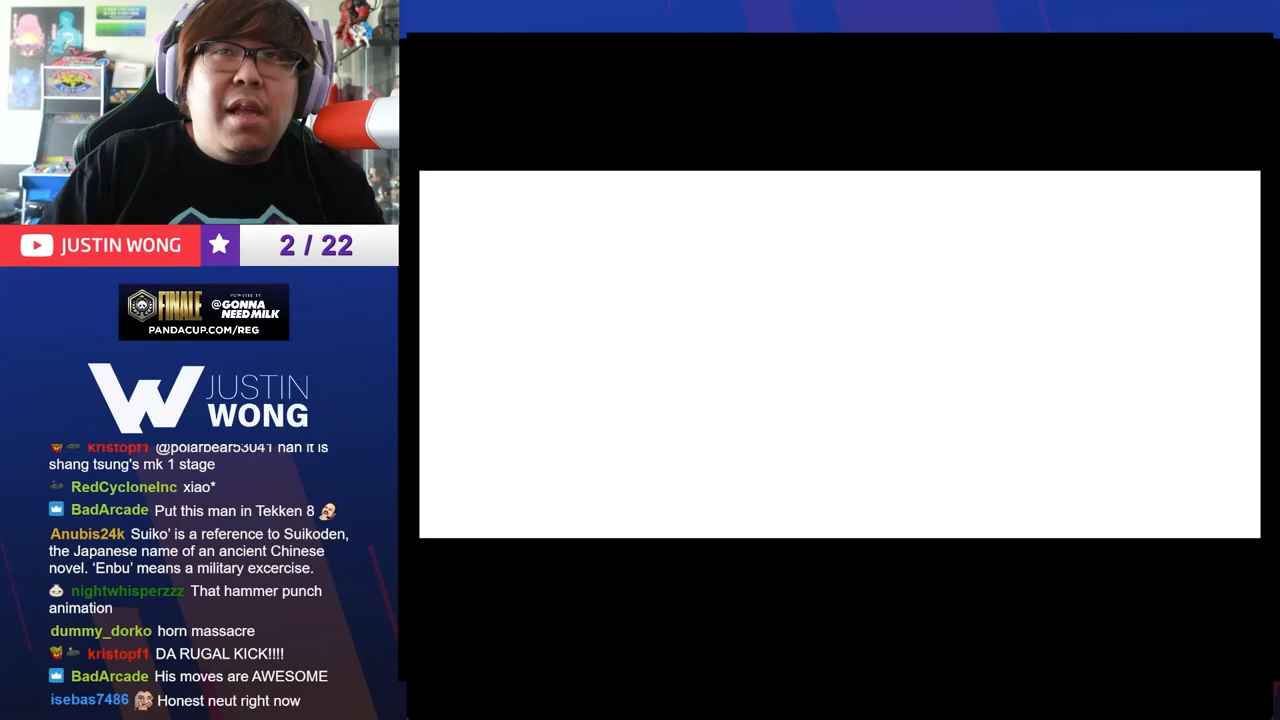 JUSTIN WONG
2 / 22
FINALE
POWERED BY
@GONNA
NEED MILK
PANDACUP.COM/REG
W JUSTIN
WONG
kristopf1 @polarbear53041 nah it is
shang tsung's mk 1 stage
RedCycloneInc xiao*
BadArcade Put this man in Tekken 8
Anubis24k Suiko' is a reference to Suikoden,
the Japanese name of an ancient Chinese
novel. ‘Enbu’ means a military excercise.
nightwhisperzzz That hammer punch
animation
dummy_dorko horn massacre
kristopf1 DA RUGAL KICK!!!!
BadArcade His moves are AWESOME
isebas7486 Honest neut right now